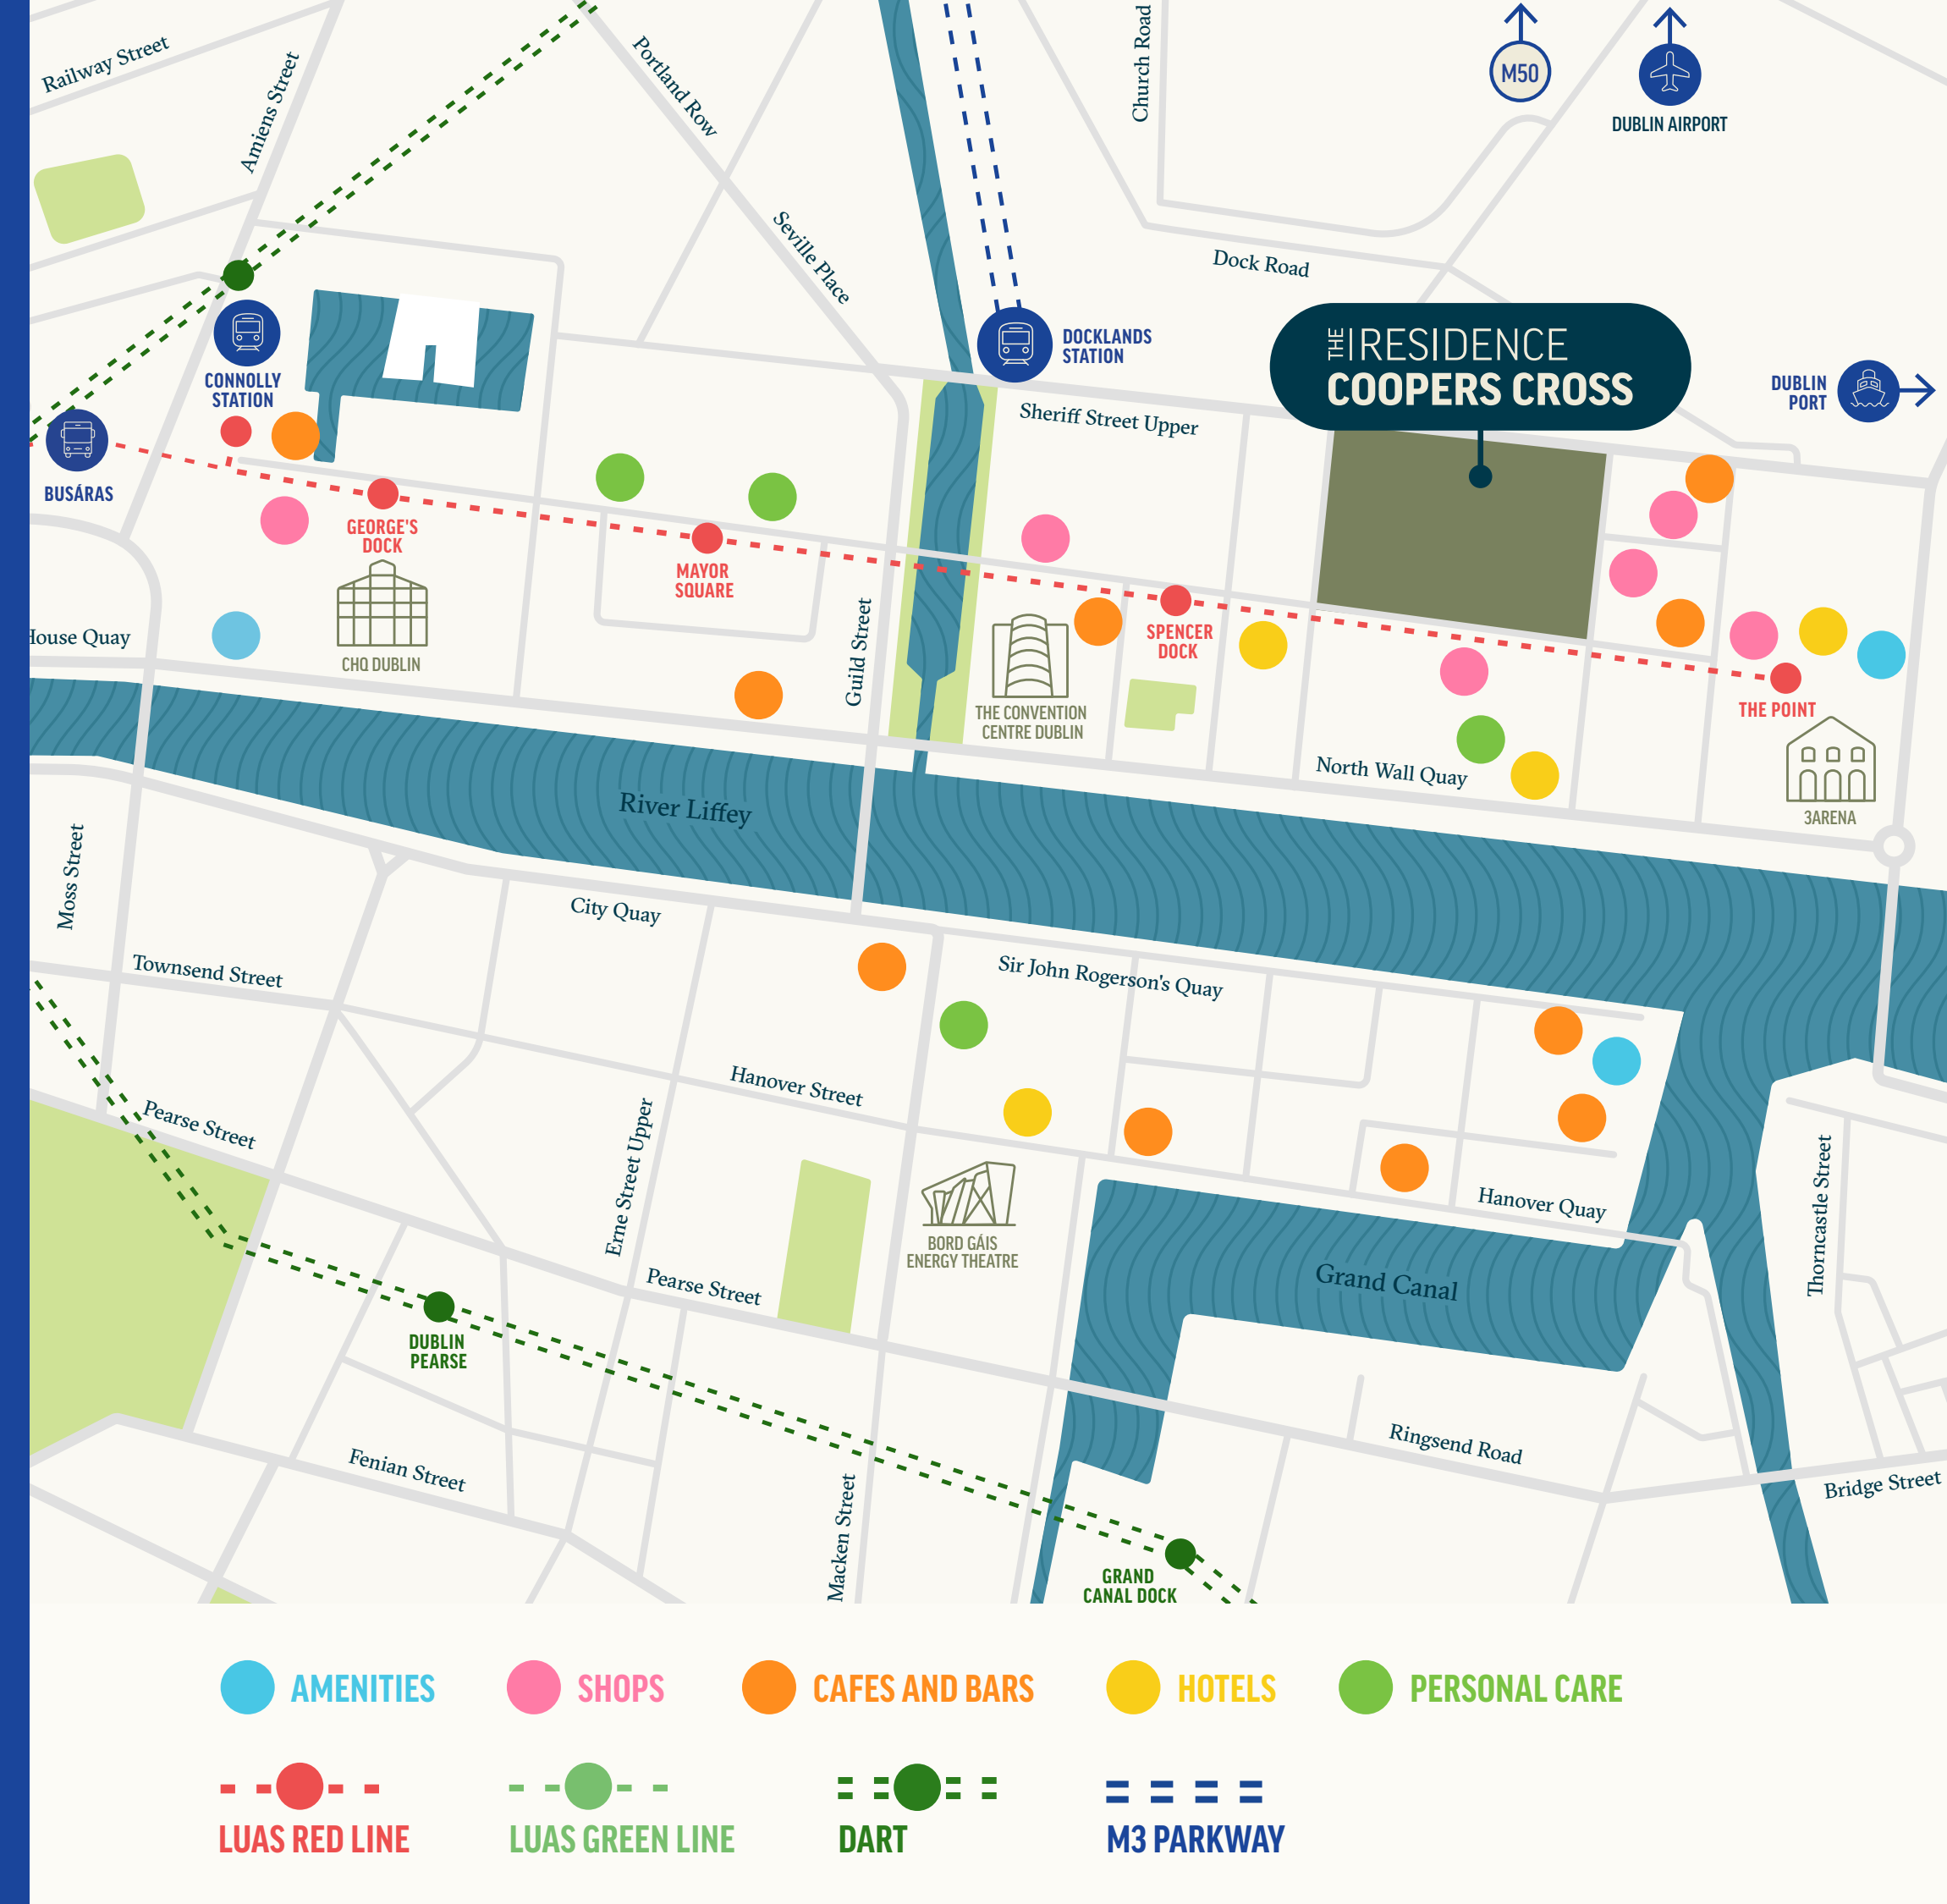 Railway Street
Amiens Street
Portland Row
Church Road
M50
DUBLIN AIRPORT
Seville Place
Dock Road
DOCKLANDS
STATION
THE RESIDENCE
COOPERS CROSS
DUBLIN
PORT
CONNOLLY
STATION
Sheriff Street Upper
BUSÁRAS
GEORGE'S
DOCK
MAYOR
SQUARE
Guild Street
SPENCER
DOCK
House Quay
CHQ DUBLIN
THE CONVENTION
CENTRE DUBLIN
THE POINT
North Wall Quay
3ARENA
River Liffey
Moss Street
City Quay
Townsend Street
Sir John Rogerson's Quay
Hanover Street
Pearse Street
Erne Street Upper
Hanover Quay
Thorncastle Street
BORD GÁIS
ENERGY THEATRE
Pearse Street
Grand Canal
DUBLIN
PEARSE
Ringsend Road
Fenian Street
Bridge Street
Macken Street
GRAND
CANAL DOCK
AMENITIES
SHOPS
CAFES AND BARS
HOTELS
PERSONAL CARE
LUAS RED LINE
LUAS GREEN LINE
DART
M3 PARKWAY